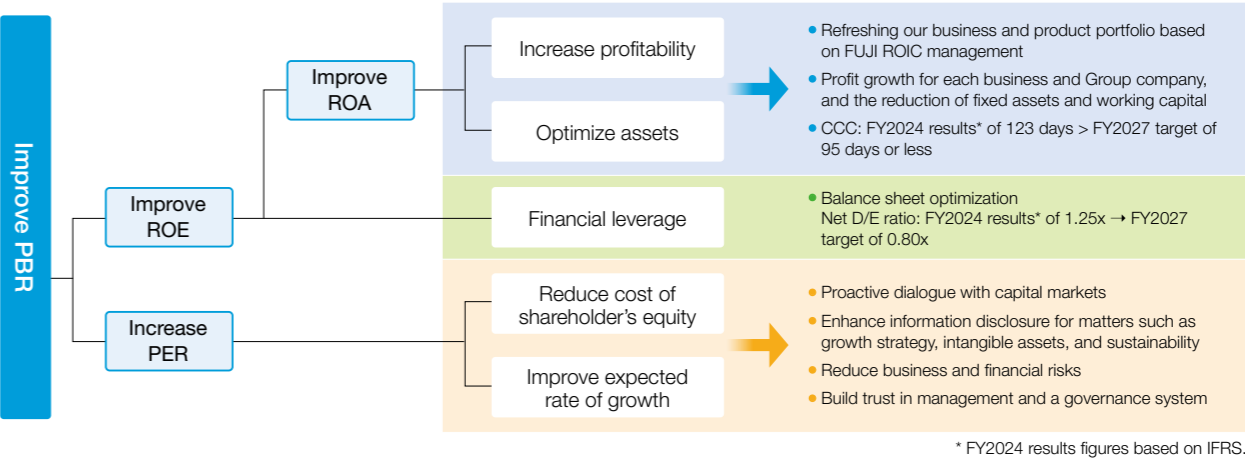 Improve PBR
Improve
ROE
Increase
PER
Improve
ROA
Increase profitability
Optimize assets
Financial leverage
Reduce cost of
shareholder's equity
Improve expected
rate of growth
• Refreshing our business and product portfolio based
on FUJI ROIC management
• Profit growth for each business and Group company,
and the reduction of fixed assets and working capital
• CCC: FY2024 results* of 123 days > FY2027 target of
95 days or less
• Balance sheet optimization
Net D/E ratio: FY2024 results* of 1.25x → FY2027
target of 0.80x
• Proactive dialogue with capital markets
• Enhance information disclosure for matters such as
growth strategy, intangible assets, and sustainability
• Reduce business and financial risks
• Build trust in management and a governance system
* FY2024 results figures based on IFRS.